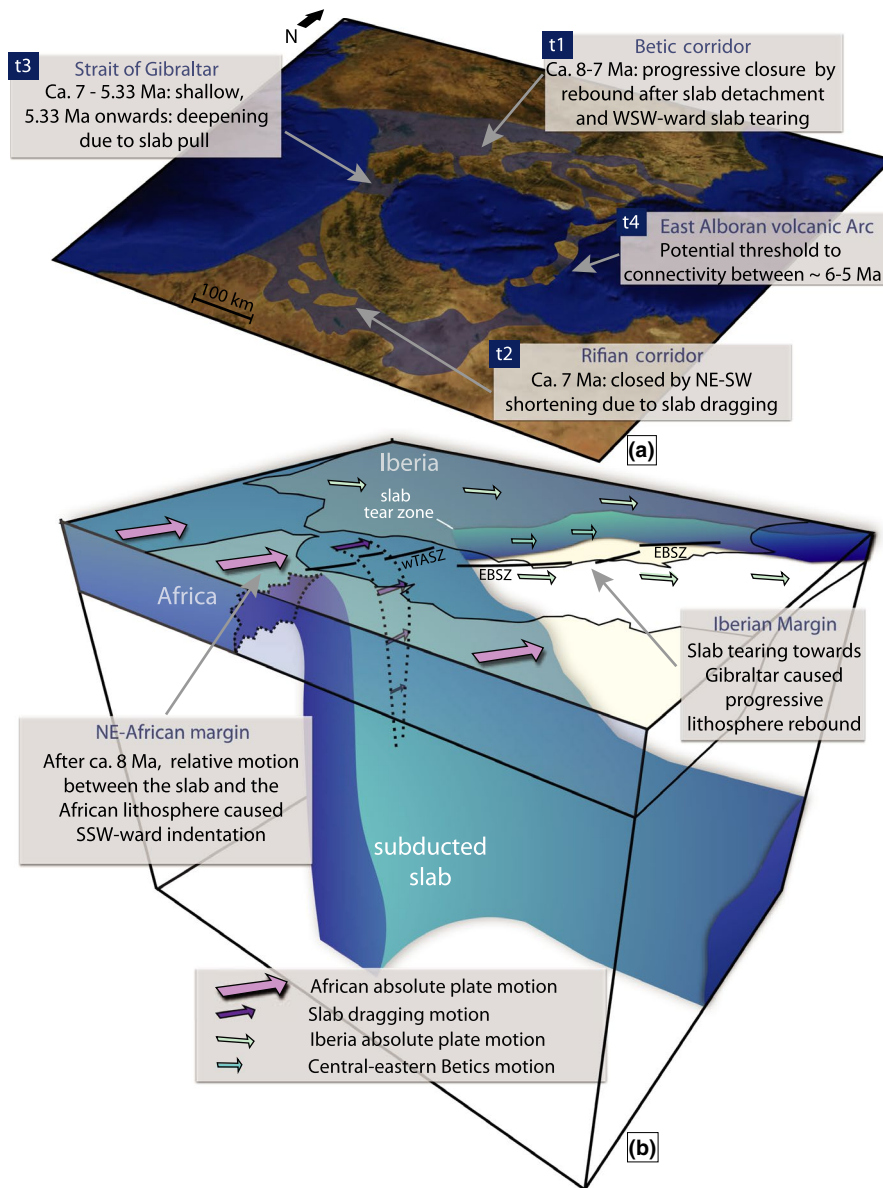 N
t3
Strait of Gibraltar
Ca. 7 - 5.33 Ma: shallow,
5.33 Ma onwards: deepening
due to slab pull
t1
Betic corridor
Ca. 8-7 Ma: progressive closure by
rebound after slab detachment
and WSW-ward slab tearing
t4
East Alboran volcanic Arc
Potential threshold to
connectivity between ~ 6-5 Ma
100 km
t2
Rifian corridor
Ca. 7 Ma: closed by NE-SW
shortening due to slab dragging
(a)
Iberia
slab
tear zone
wTASZ
EBSZ
EBSZ
Africa
Iberian Margin
Slab tearing towards
Gibraltar caused
progressive
lithosphere rebound
NE-African margin
After ca. 8 Ma, relative motion
between the slab and the
African lithosphere caused
SSW-ward indentation
subducted
slab
African absolute plate motion
Slab dragging motion
Iberia absolute plate motion
Central-eastern Betics motion
(b)